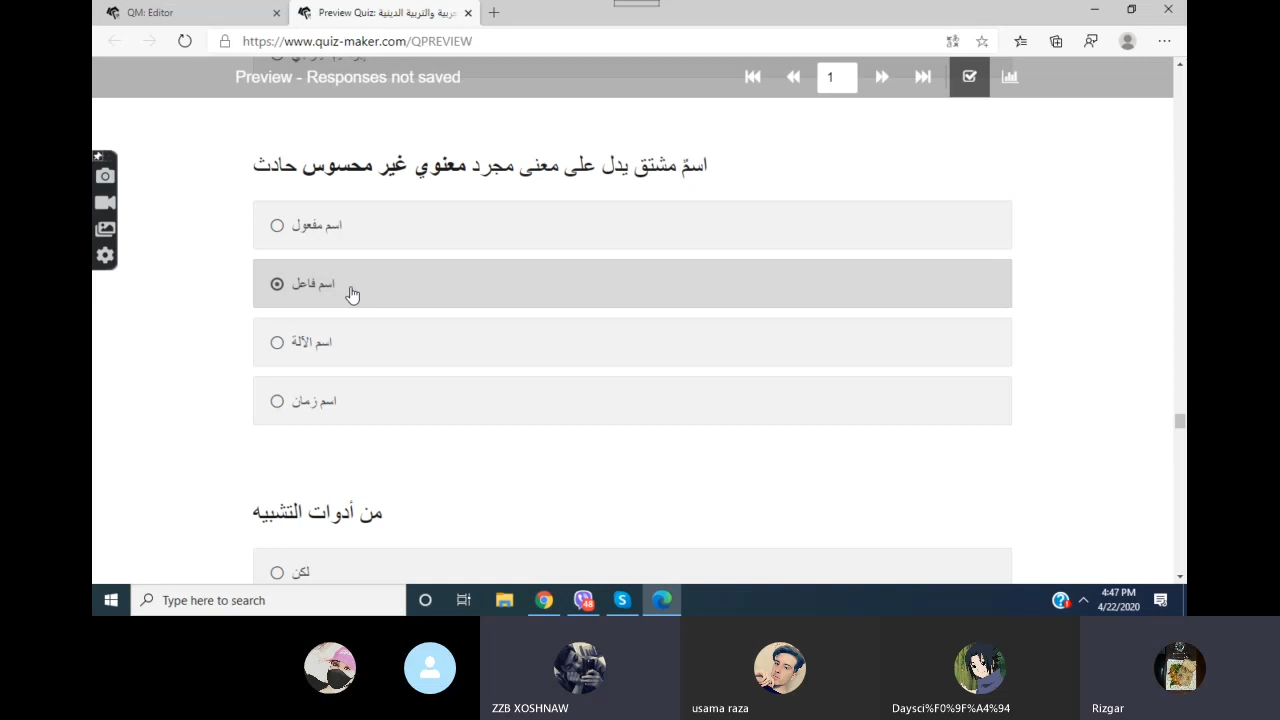 QM: Editor
Preview Quiz: العربية والتربية الدينية
https://www.quiz-maker.com/QPREVIEW
Preview - Responses not saved
1
اسمٌ مشتق يدل على معنى مجرد معنوي غير محسوس حادث
اسم مفعول
اسم فاعل
اسم الآلة
اسم زمان
من أدوات التشبيه
لكن
Type here to search
48
4:47 PM
4/22/2020
ZZB XOSHNAW
usama raza
Daysci%F0%9F%A4%94
Rizgar